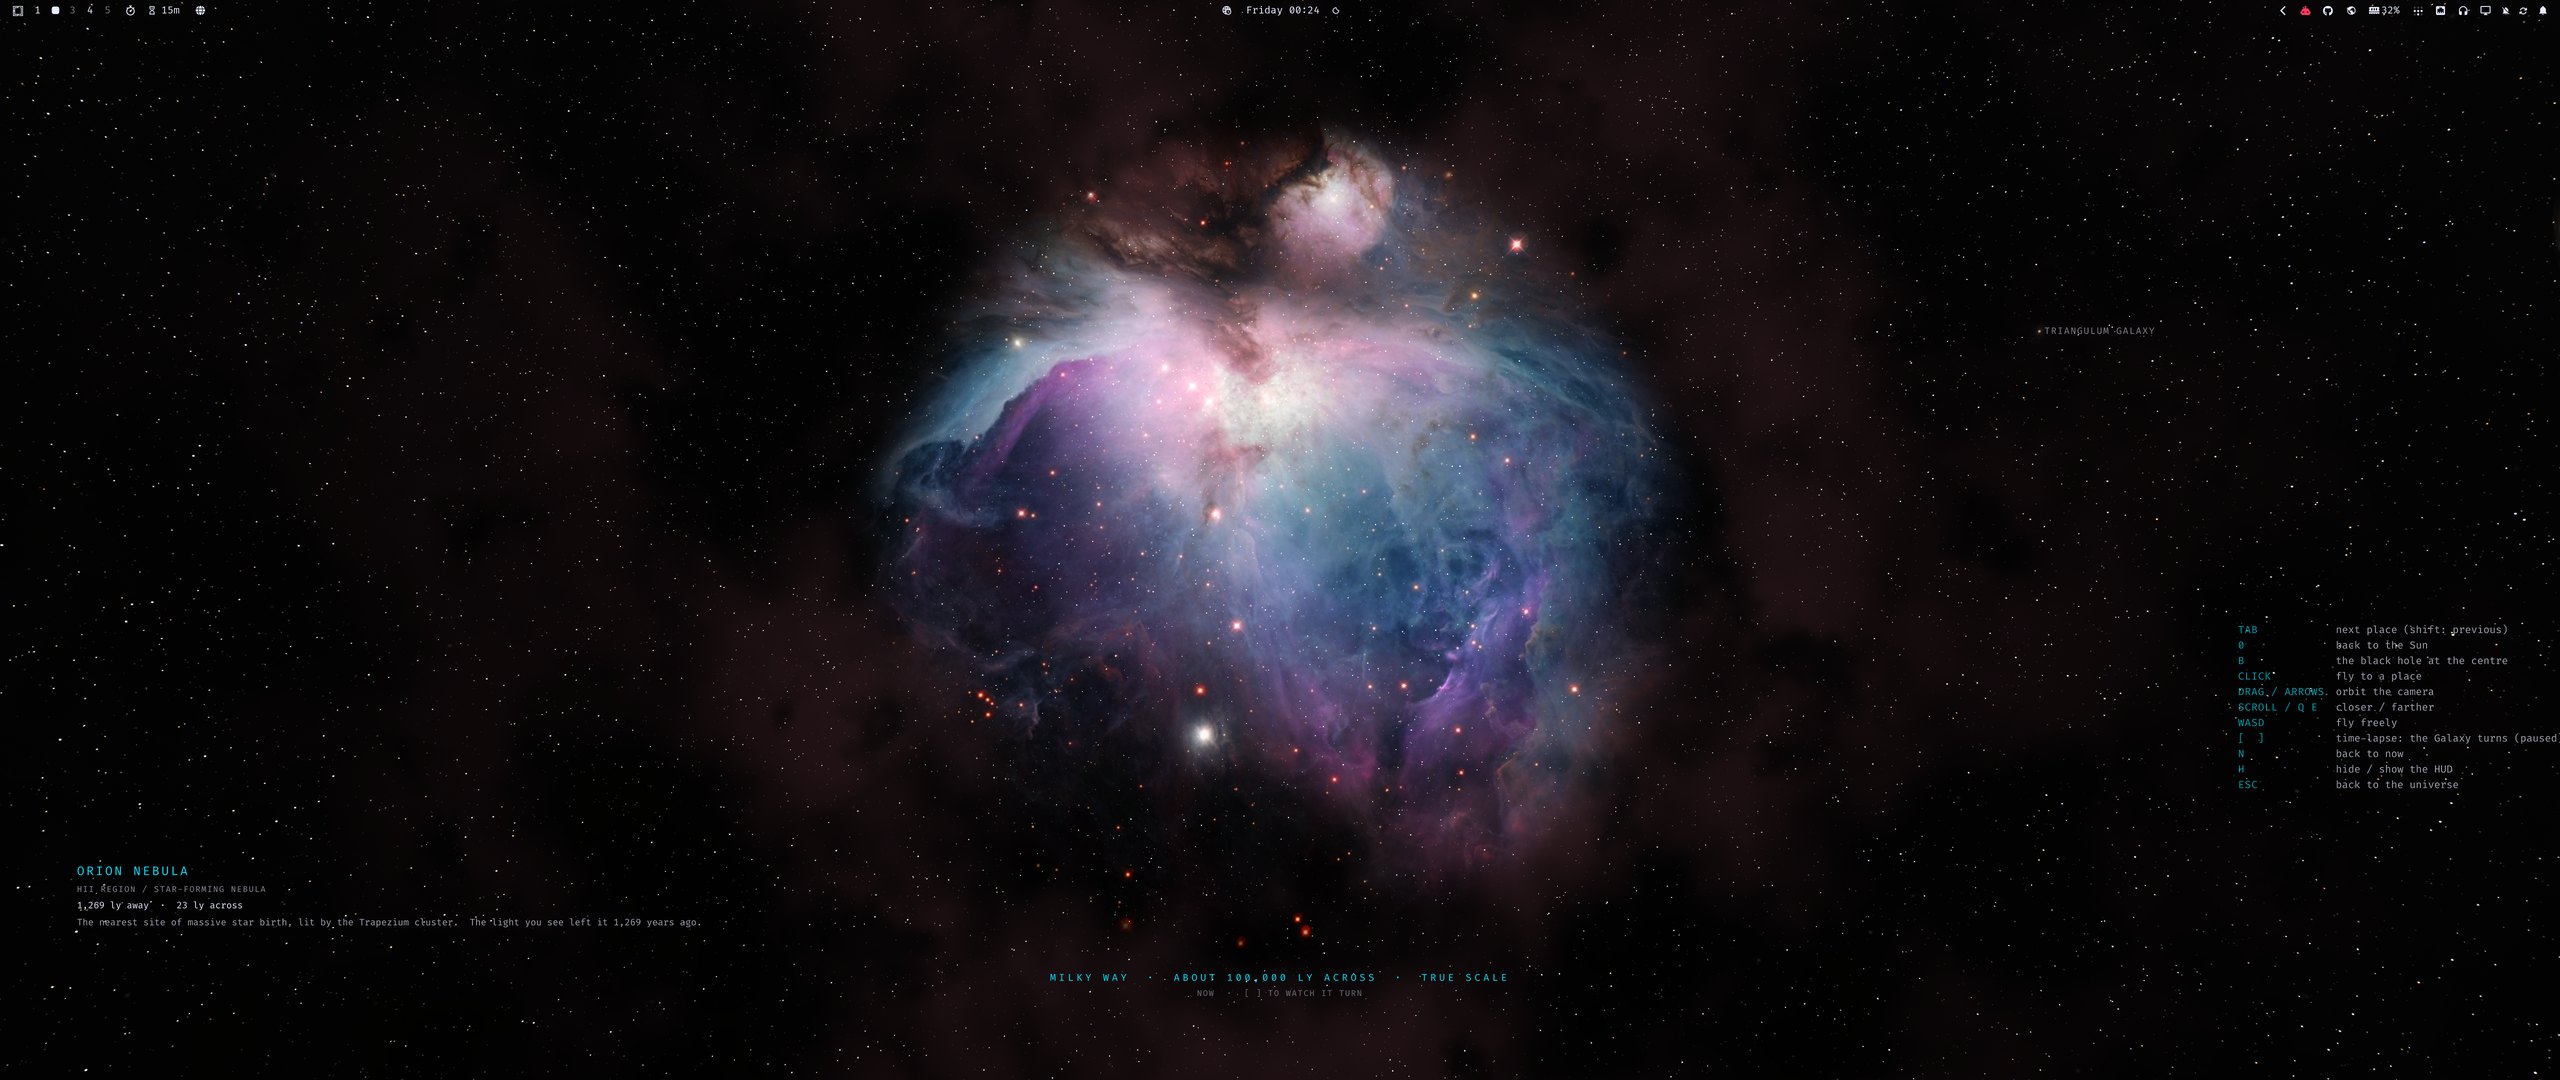 1 3 4 5 15m
Friday 00:24
32%
TRIANGULUM GALAXY
TAB next place (shift: previous)
0 back to the Sun
B the black hole at the centre
CLICK fly to a place
DRAG / ARROWS orbit the camera
SCROLL / Q E closer / farther
WASD fly freely
[ ] time-lapse: the Galaxy turns (paused)
N back to now
H hide / show the HUD
ESC back to the universe
ORION NEBULA
HII REGION / STAR-FORMING NEBULA
1,269 ly away · 23 ly across
The nearest site of massive star birth, lit by the Trapezium cluster. The light you see left it 1,269 years ago.
MILKY WAY · ABOUT 100,000 LY ACROSS · TRUE SCALE
NOW · [ ] TO WATCH IT TURN